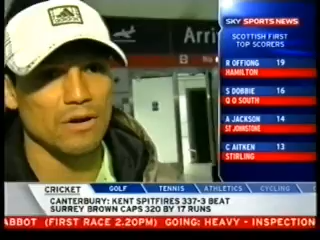 Arri
SKY SPORTS NEWS
SCOTTISH FIRST
TOP SCORERS
R OFFIONG 19
HAMILTON
S DOBBIE 16
Q O SOUTH
A JACKSON 14
ST JOHNSTONE
C AITKEN 13
STIRLING
CRICKET GOLF TENNIS ATHLETICS CYCLING
CANTERBURY: KENT SPITFIRES 337-3 BEAT
SURREY BROWN CAPS 320 BY 17 RUNS
ABBOT (FIRST RACE 2.20PM) GOING: HEAVY - INSPECTION